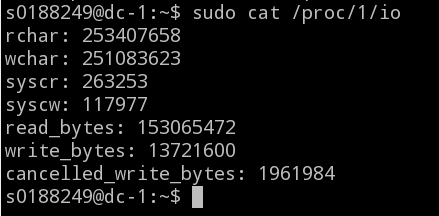 s0188249@dc-1:~$ sudo cat /proc/1/io
rchar: 253407658
wchar: 251083623
syscr: 263253
syscw: 117977
read_bytes: 153065472
write_bytes: 13721600
cancelled_write_bytes: 1961984
s0188249@dc-1:~$